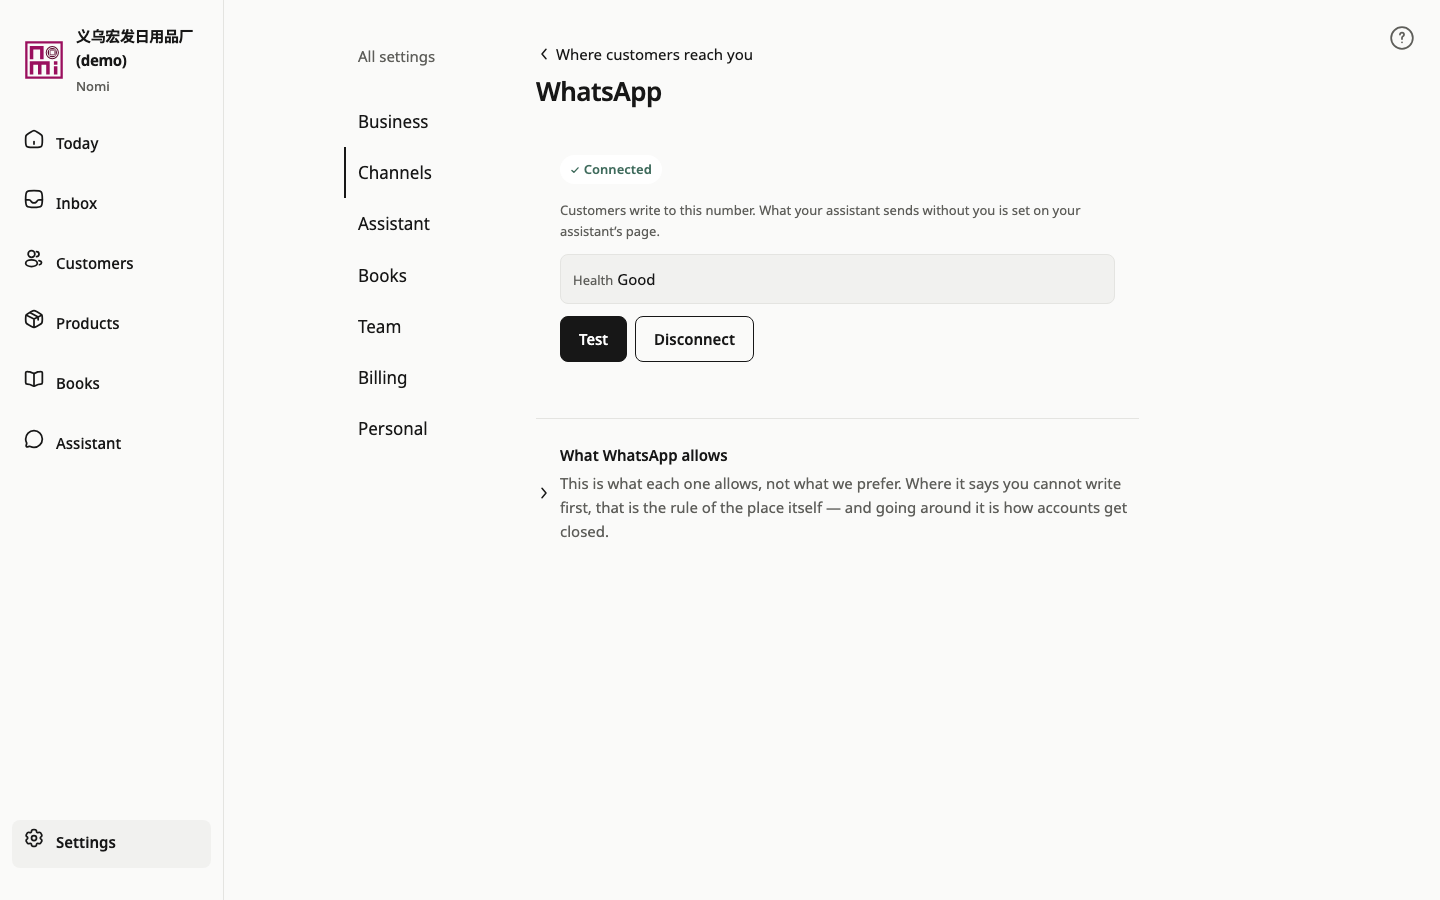 义乌宏发日用品厂
(demo)
Nomi
Today
Inbox
Customers
Products
Books
Assistant
Settings
All settings
Business
Channels
Assistant
Books
Team
Billing
Personal
Where customers reach you
WhatsApp
Connected
Customers write to this number. What your assistant sends without you is set on your
assistant's page.
Health Good
Test
Disconnect
What WhatsApp allows
This is what each one allows, not what we prefer. Where it says you cannot write
first, that is the rule of the place itself — and going around it is how accounts get
closed.